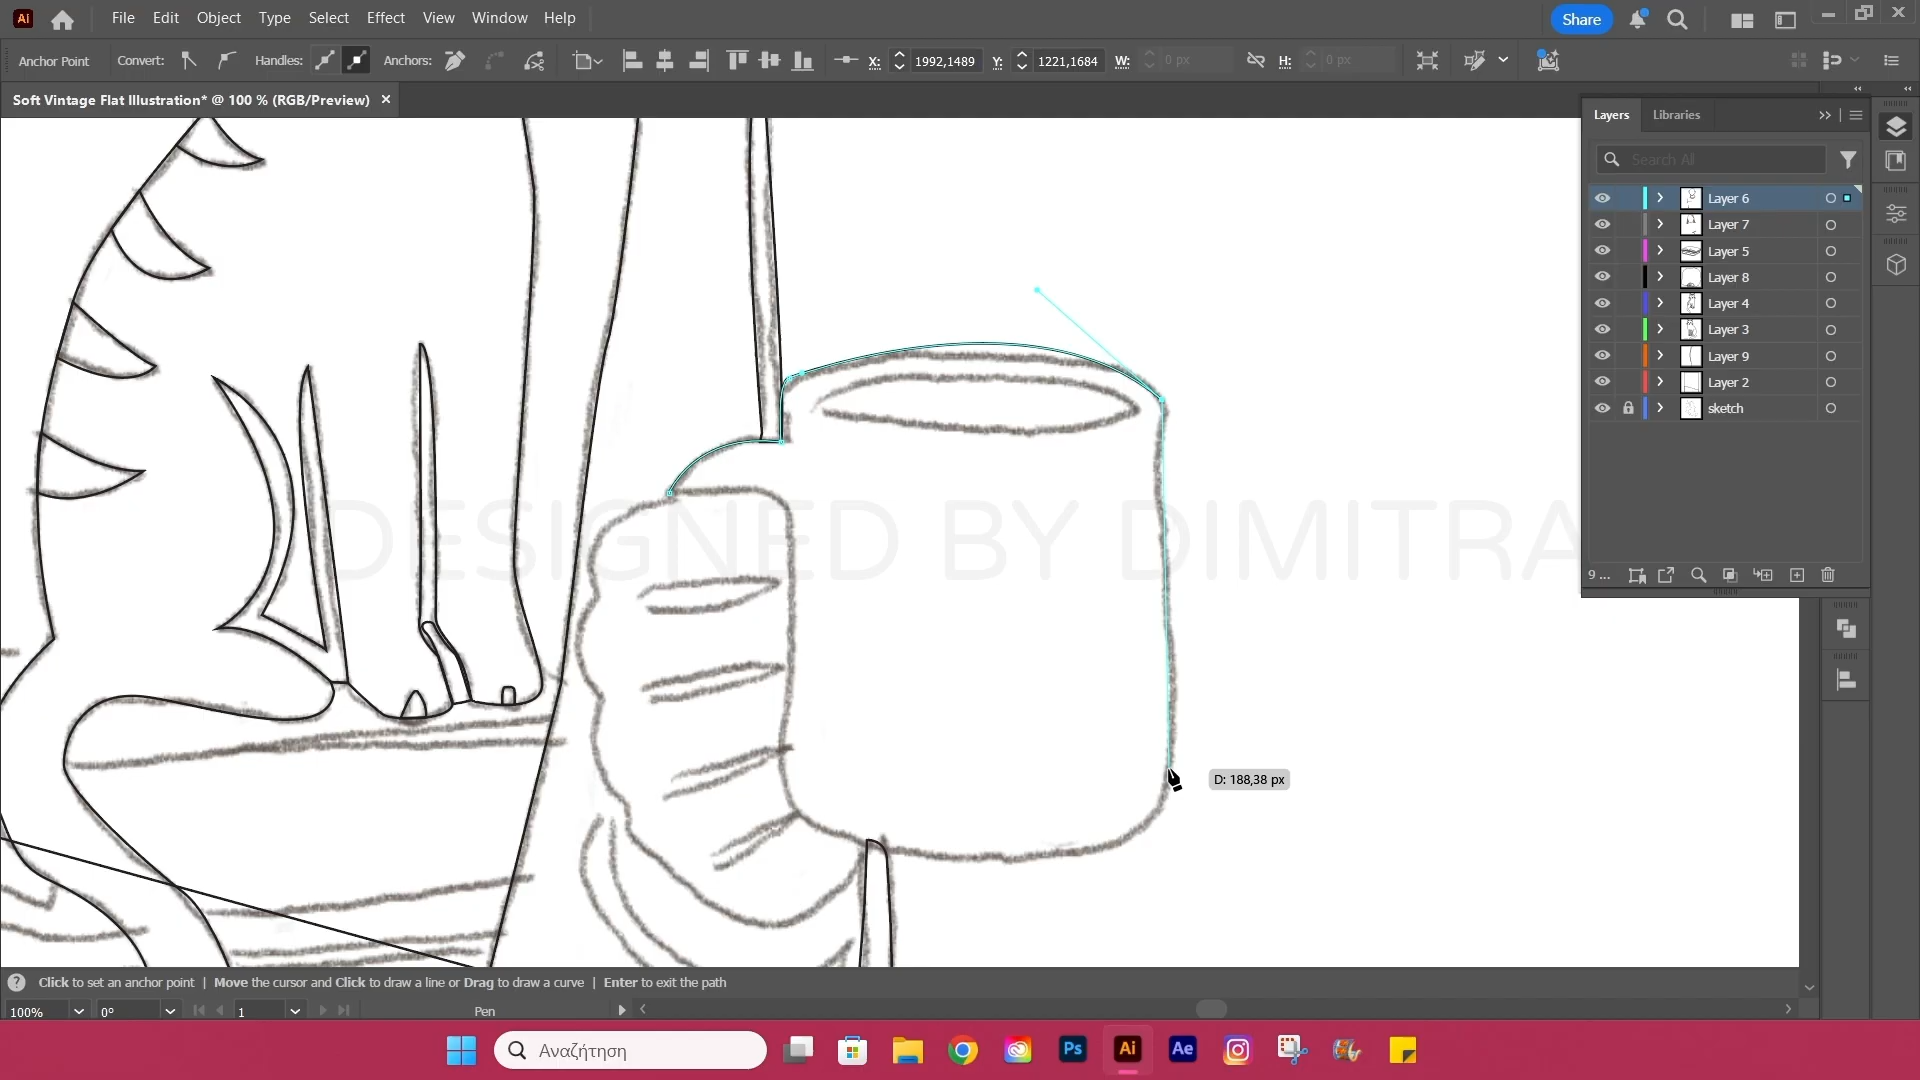 Ai File Edit Object Type Select Effect View Window Help Share
Anchor Point Convert: Handles: Anchors: X: 1992,1489 Y: 1221,1684 W: 0 px H: 0 px
Soft Vintage Flat Illustration* @ 100 % (RGB/Preview) ×
Layers Libraries
Search All
Layer 6
Layer 7
Layer 5
Layer 8
Layer 4
Layer 3
Layer 9
Layer 2
sketch
DESIGNED BY DIMITRA
9 ...
D: 188,38 px
Click to set an anchor point | Move the cursor and Click to draw a line or Drag to draw a curve | Enter to exit the path
100% 0° 1 Pen
Αναζήτηση Ps Ai Ae